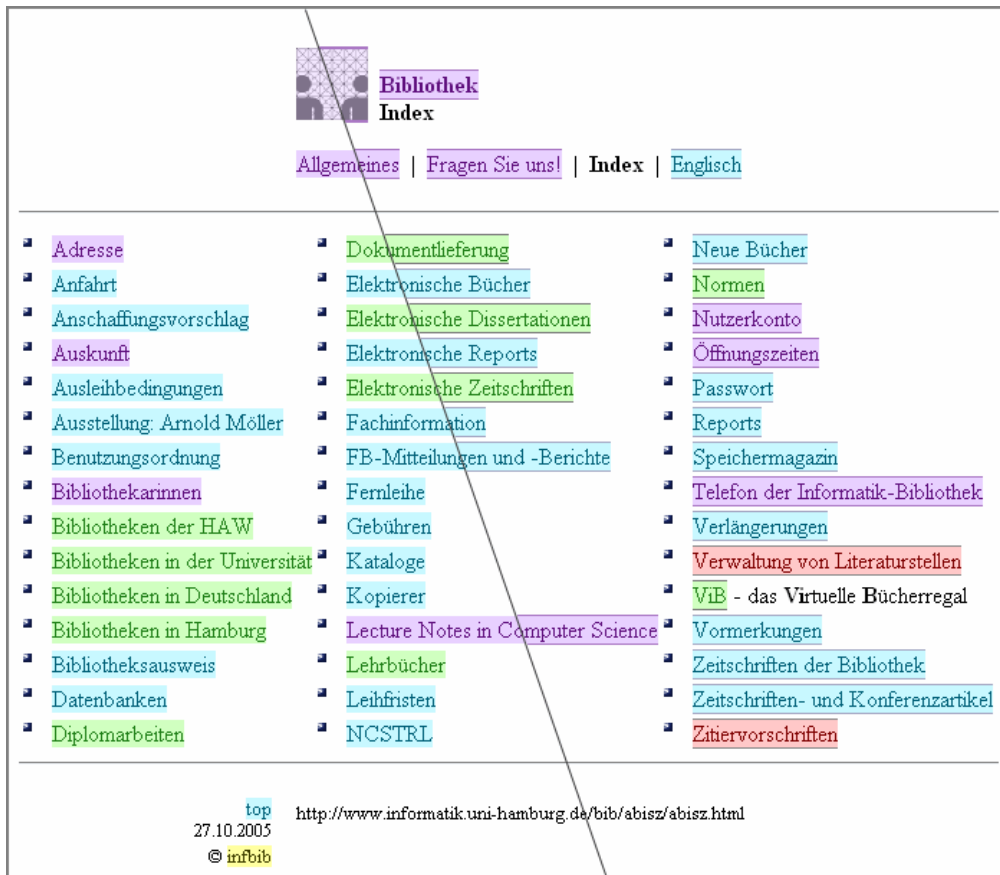 Bibliothek
Index
Allgemeines | Fragen Sie uns! | Index | Englisch
Adresse
Anfahrt
Anschaffungsvorschlag
Auskunft
Ausleihbedingungen
Ausstellung: Arnold Möller
Benutzungsordnung
Bibliothekarinnen
Bibliotheken der HAW
Bibliotheken in der Universität
Bibliotheken in Deutschland
Bibliotheken in Hamburg
Bibliotheksausweis
Datenbanken
Diplomarbeiten
Dokumentlieferung
Elektronische Bücher
Elektronische Dissertationen
Elektronische Reports
Elektronische Zeitschriften
Fachinformation
FB-Mitteilungen und -Berichte
Fernleihe
Gebühren
Kataloge
Kopierer
Lecture Notes in Computer Science
Lehrbücher
Leihfristen
NCSTRL
Neue Bücher
Normen
Nutzerkonto
Öffnungszeiten
Passwort
Reports
Speichermagazin
Telefon der Informatik-Bibliothek
Verlängerungen
Verwaltung von Literaturstellen
ViB - das Virtuelle Bücherregal
Vormerkungen
Zeitschriften der Bibliothek
Zeitschriften- und Konferenzartikel
Zitiervorschriften
top
27.10.2005
© infbib
http://www.informatik.uni-hamburg.de/bib/abisz/abisz.html